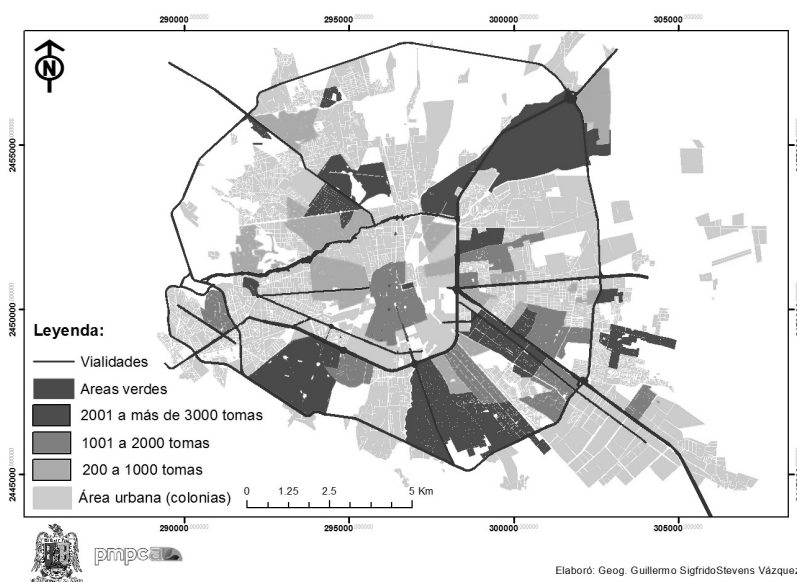 290000 295000 300000 305000
N
2455000
2450000
2445000
Leyenda:
Vialidades
Areas verdes
2001 a más de 3000 tomas
1001 a 2000 tomas
200 a 1000 tomas
Área urbana (colonias)
0 1.25 2.5 5 Km
290000 295000 300000 305000
pmpca
Elaboró: Geog. Guillermo SigfridoStevens Vázquez